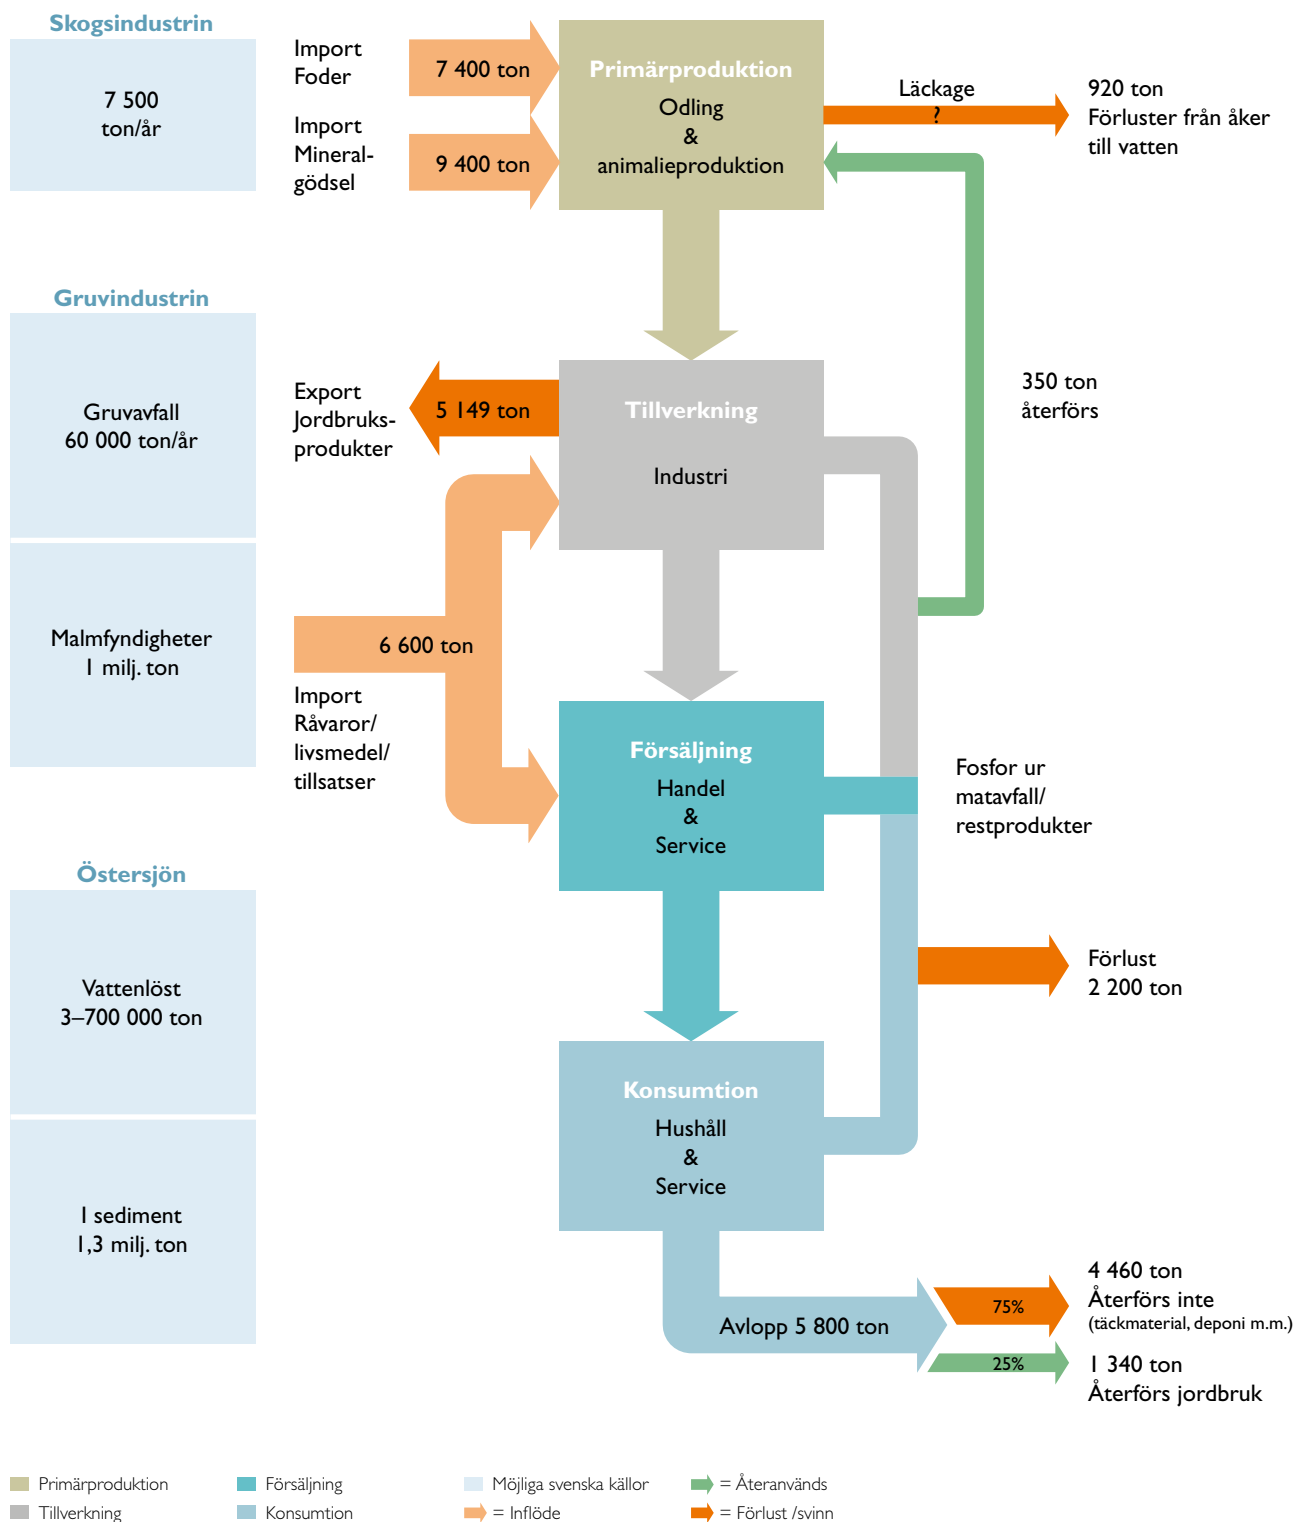 Skogsindustrin
7 500
ton/år
Gruvindustrin
Gruvavfall
60 000 ton/år
Malmfyndigheter
1 milj. ton
Östersjön
Vattenlöst
3–700 000 ton
I sediment
1,3 milj. ton
Import
Foder
7 400 ton
Import
Mineral-
gödsel
9 400 ton
Primärproduktion
Odling
&
animalieproduktion
Läckage
?
920 ton
Förluster från åker
till vatten
350 ton
återförs
Export
Jordbruks-
produkter
5 149 ton
Tillverkning
Industri
6 600 ton
Import
Råvaror/
livsmedel/
tillsatser
Försäljning
Handel
&
Service
Fosfor ur
matavfall/
restprodukter
Förlust
2 200 ton
Konsumtion
Hushåll
&
Service
Avlopp 5 800 ton
75%
4 460 ton
Återförs inte
(täckmaterial, deponi m.m.)
25%
1 340 ton
Återförs jordbruk
Primärproduktion
Tillverkning
Försäljning
Konsumtion
Möjliga svenska källor
= Inflöde
= Återanvänds
= Förlust /svinn